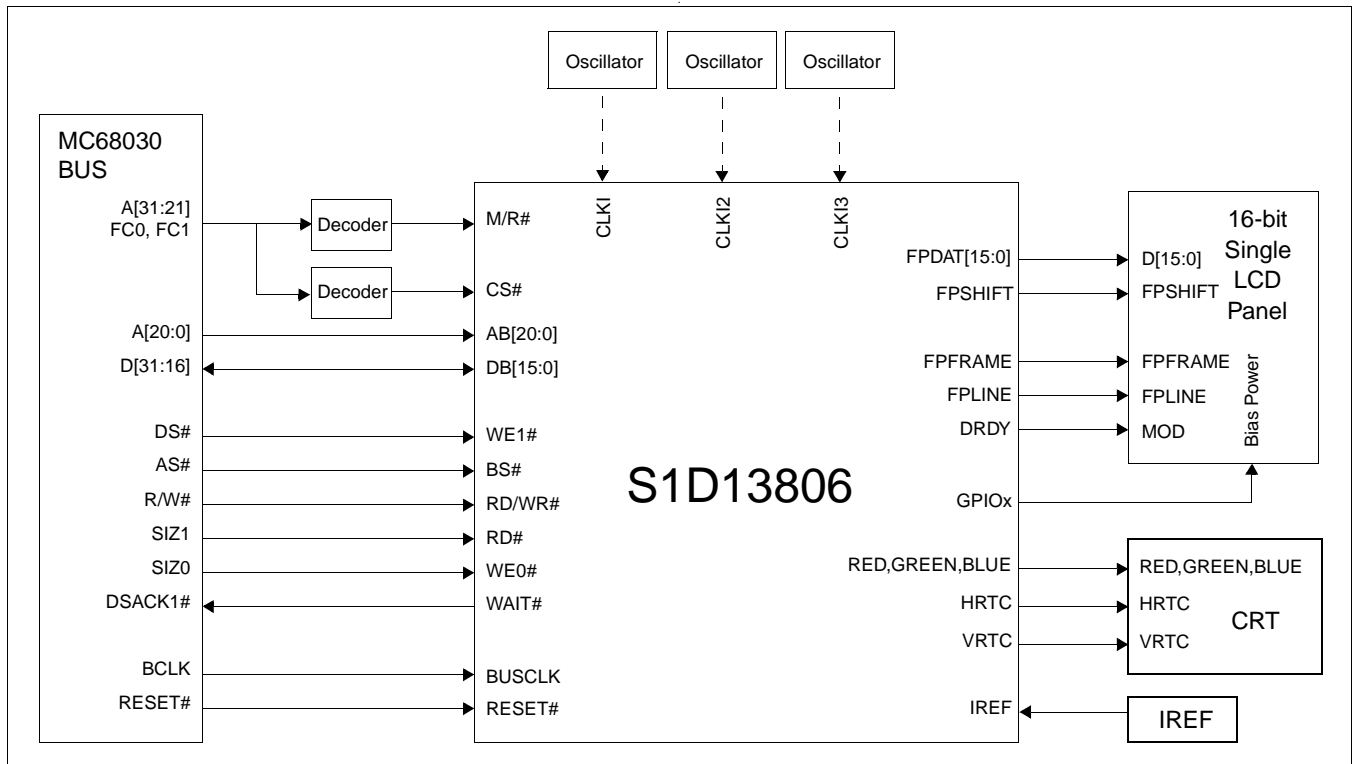 Oscillator
Oscillator
Oscillator
MC68030
BUS
A[31:21]
FC0, FC1
Decoder
Decoder
A[20:0]
D[31:16]
DS#
AS#
R/W#
SIZ1
SIZ0
DSACK1#
BCLK
RESET#
M/R#
CS#
AB[20:0]
DB[15:0]
WE1#
BS#
RD/WR#
RD#
WE0#
WAIT#
BUSCLK
RESET#
CLKI
CLKI2
CLKI3
S1D13806
FPDAT[15:0]
FPSHIFT
FPFRAME
FPLINE
DRDY
GPIOx
RED,GREEN,BLUE
HRTC
VRTC
IREF
16-bit
Single
LCD
Panel
D[15:0]
FPSHIFT
FPFRAME
FPLINE
MOD
Bias Power
RED,GREEN,BLUE
HRTC
VRTC
CRT
IREF